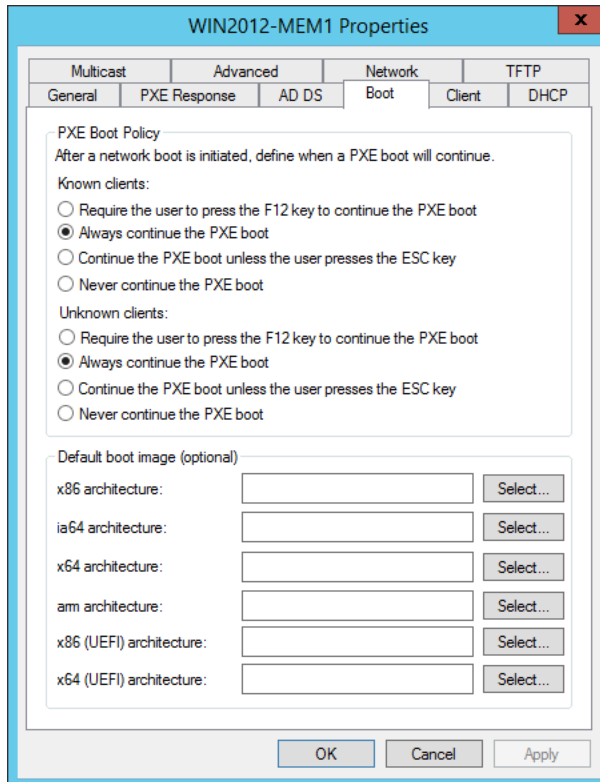 WIN2012-MEM1 Properties
x
Multicast Advanced Network TFTP
General PXE Response AD DS Boot Client DHCP
PXE Boot Policy
After a network boot is initiated, define when a PXE boot will continue.
Known clients:
Require the user to press the F12 key to continue the PXE boot
Always continue the PXE boot
Continue the PXE boot unless the user presses the ESC key
Never continue the PXE boot
Unknown clients:
Require the user to press the F12 key to continue the PXE boot
Always continue the PXE boot
Continue the PXE boot unless the user presses the ESC key
Never continue the PXE boot
Default boot image (optional)
x86 architecture: Select...
ia64 architecture: Select...
x64 architecture: Select...
arm architecture: Select...
x86 (UEFI) architecture: Select...
x64 (UEFI) architecture: Select...
OK Cancel Apply